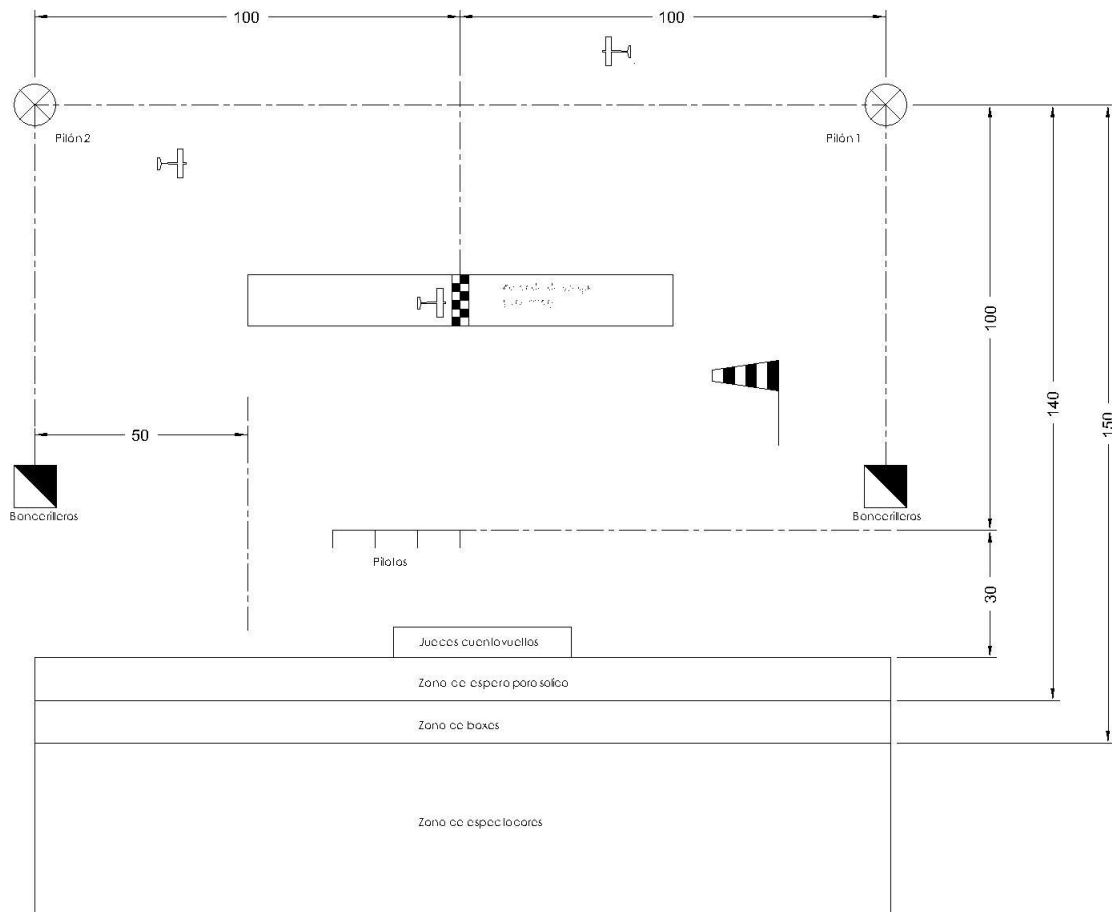 100
100
Pilón 2
Pilón 1
100
140
150
50
Banderilleros
Banderilleros
Pilotos
30
Jueces cuentavueltas
Zona de espera para salida
Zona de boxes
Zona de espectadores